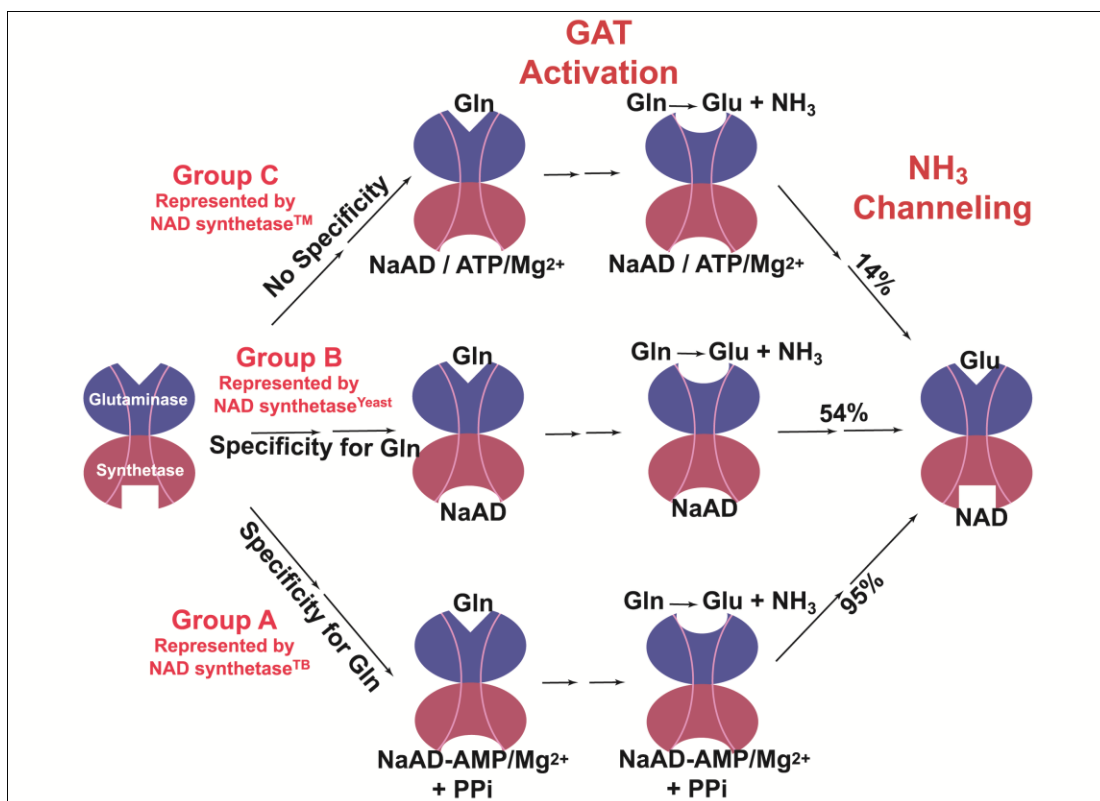 GAT
Activation
Gln
Gln → Glu + NH₃
Group C
Represented by
NAD synthetaseᵀᴹ
No Specificity
NaAD / ATP/Mg²⁺
NaAD / ATP/Mg²⁺
NH₃
Channeling
14%
Glutaminase
Synthetase
Group B
Represented by
NAD synthetaseʸᵉᵃˢᵗ
Specificity for Gln
Gln
NaAD
Gln → Glu + NH₃
NaAD
54%
Glu
NAD
Group A
Represented by
NAD synthetaseᵀᴮ
Specificity for Gln
Gln
NaAD-AMP/Mg²⁺
+ PPi
Gln → Glu + NH₃
NaAD-AMP/Mg²⁺
+ PPi
95%